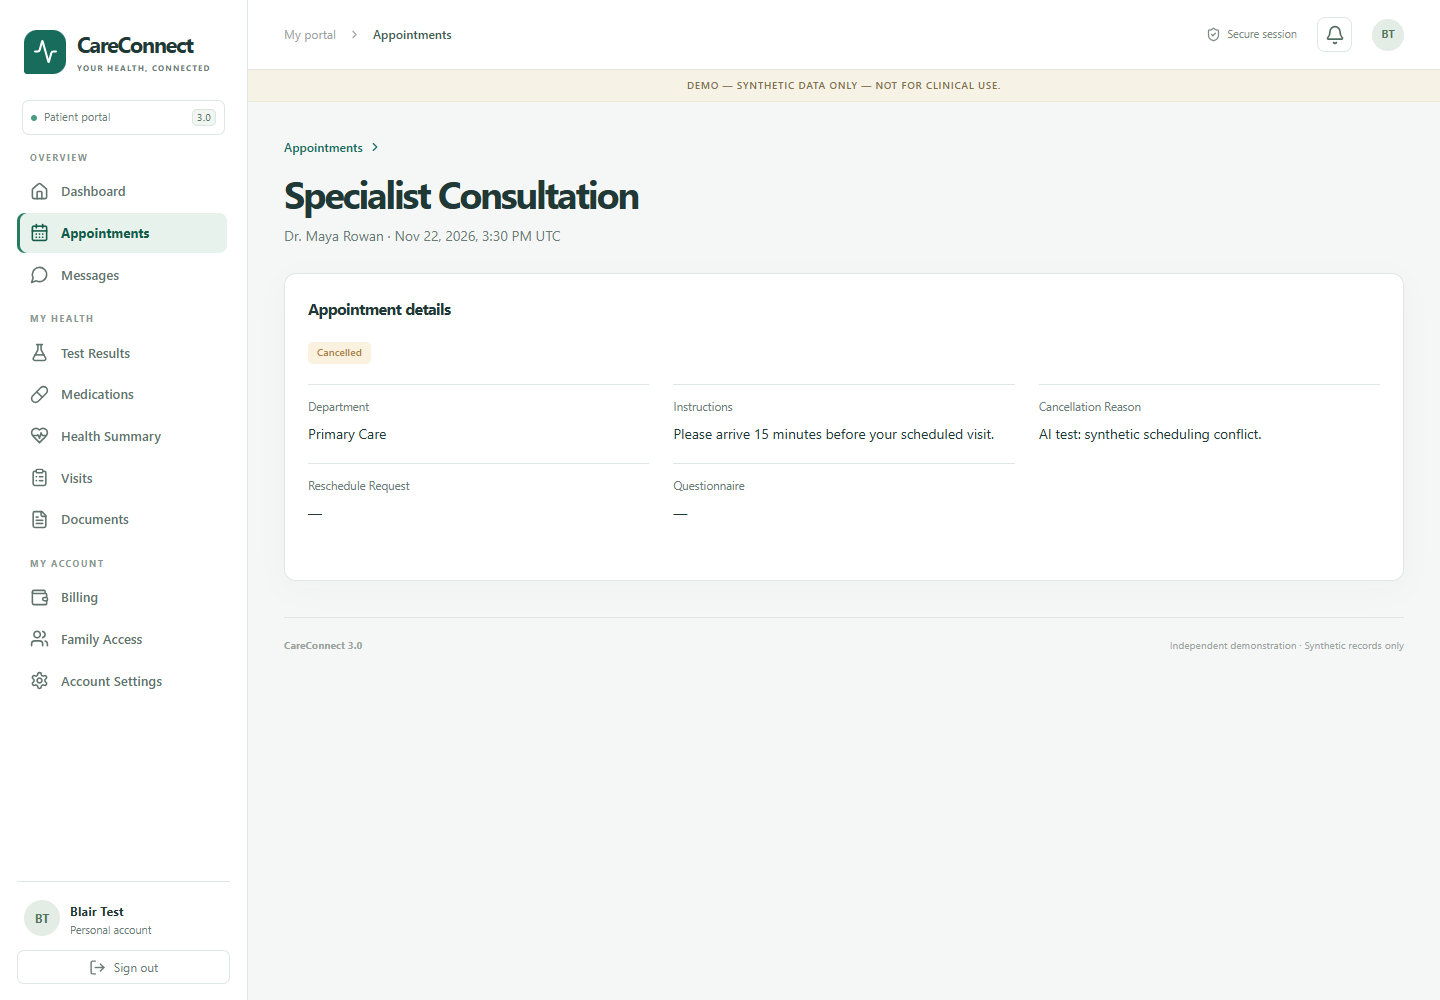 CareConnect
YOUR HEALTH, CONNECTED
Patient portal 3.0
OVERVIEW
Dashboard
Appointments
Messages
MY HEALTH
Test Results
Medications
Health Summary
Visits
Documents
MY ACCOUNT
Billing
Family Access
Account Settings
BT
Blair Test
Personal account
Sign out
My portal > Appointments
Secure session
BT
DEMO — SYNTHETIC DATA ONLY — NOT FOR CLINICAL USE.
Appointments >
Specialist Consultation
Dr. Maya Rowan · Nov 22, 2026, 3:30 PM UTC
Appointment details
Cancelled
Department
Primary Care
Instructions
Please arrive 15 minutes before your scheduled visit.
Cancellation Reason
AI test: synthetic scheduling conflict.
Reschedule Request
—
Questionnaire
—
CareConnect 3.0
Independent demonstration · Synthetic records only